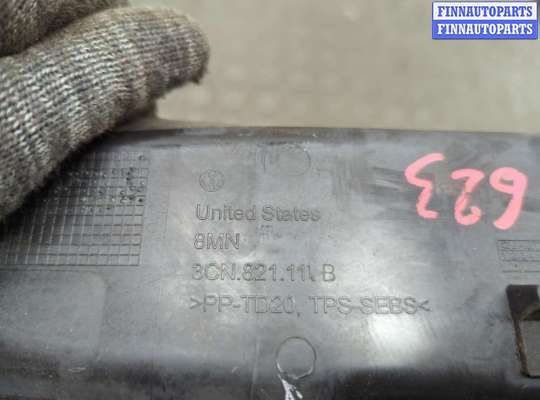 FINNAUTOPARTS
FINNAUTOPARTS
623
United States
8MN
3CN.821.111.B
>PP-TD20, TPS-SEBS<